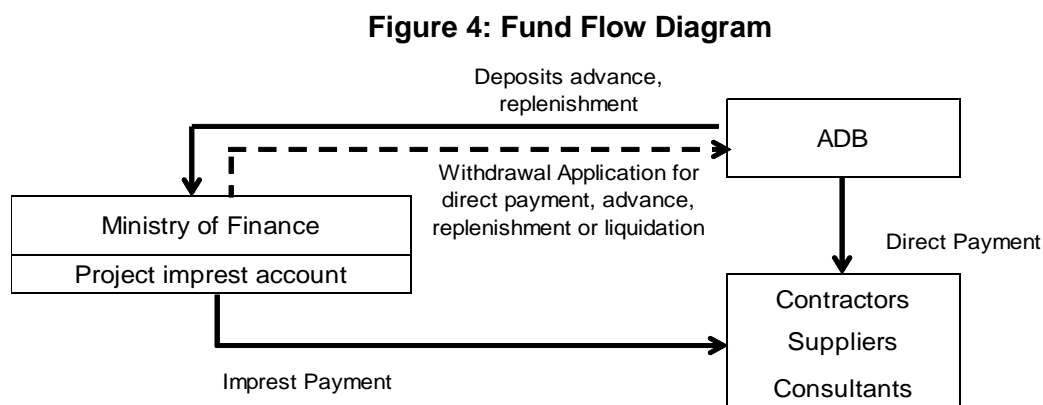 Figure 4: Fund Flow Diagram
Deposits advance,
replenishment
ADB
Withdrawal Application for
direct payment, advance,
replenishment or liquidation
Ministry of Finance
Project imprest account
Direct Payment
Contractors
Suppliers
Consultants
Imprest Payment